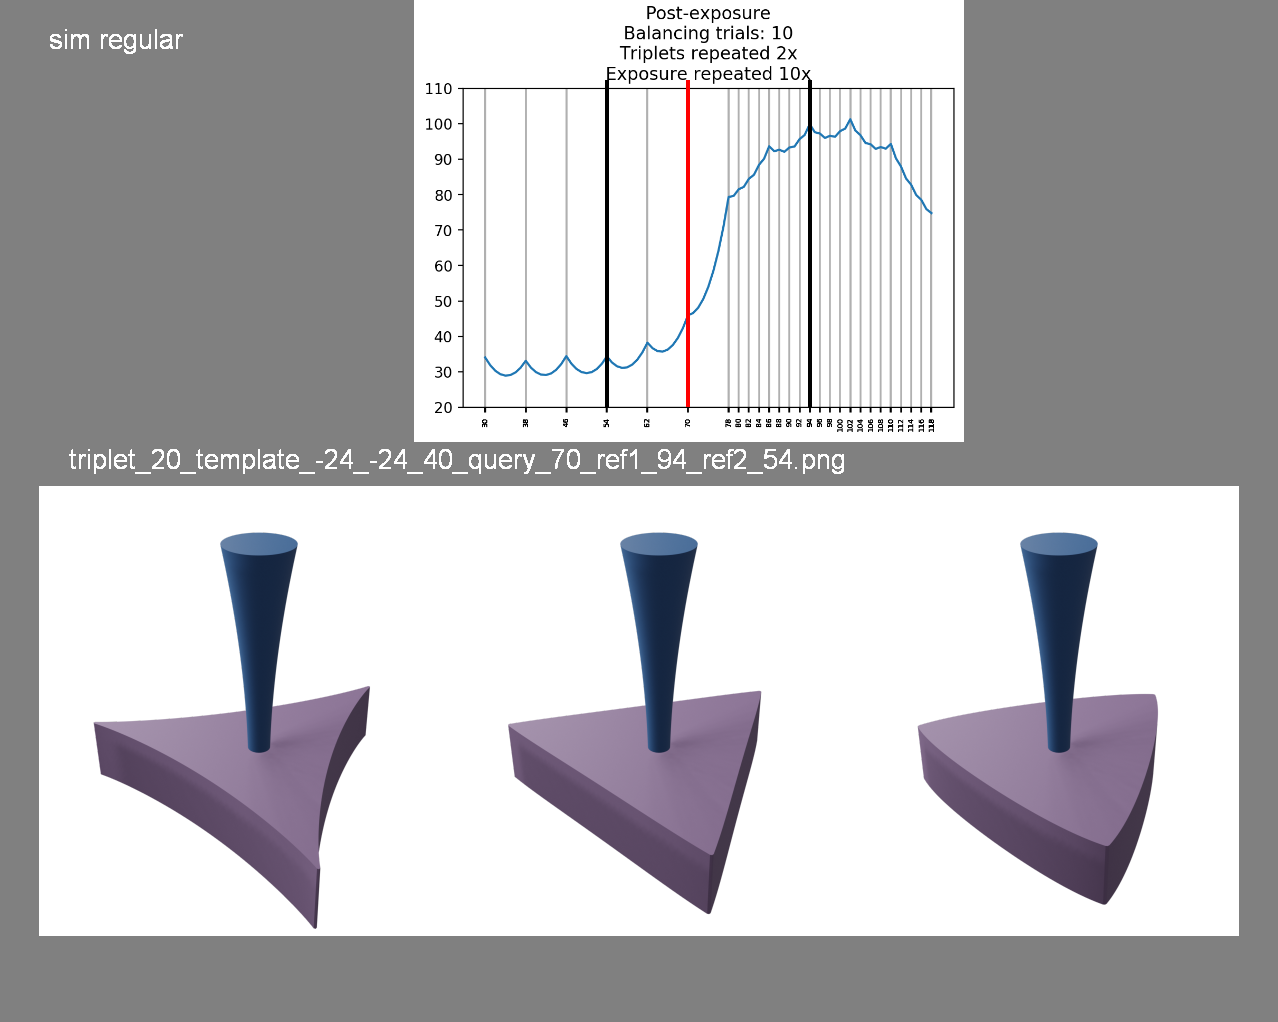 sim regular
Post-exposure
Balancing trials: 10
Triplets repeated 2x
Exposure repeated 10x
110
100
90
80
70
60
50
40
30
20
30 38 46 54 62 70 78 80 82 84 86 88 90 92 94 96 98 100 102 104 106 108 110 112 114 116 118
triplet_20_template_-24_-24_40_query_70_ref1_94_ref2_54.png